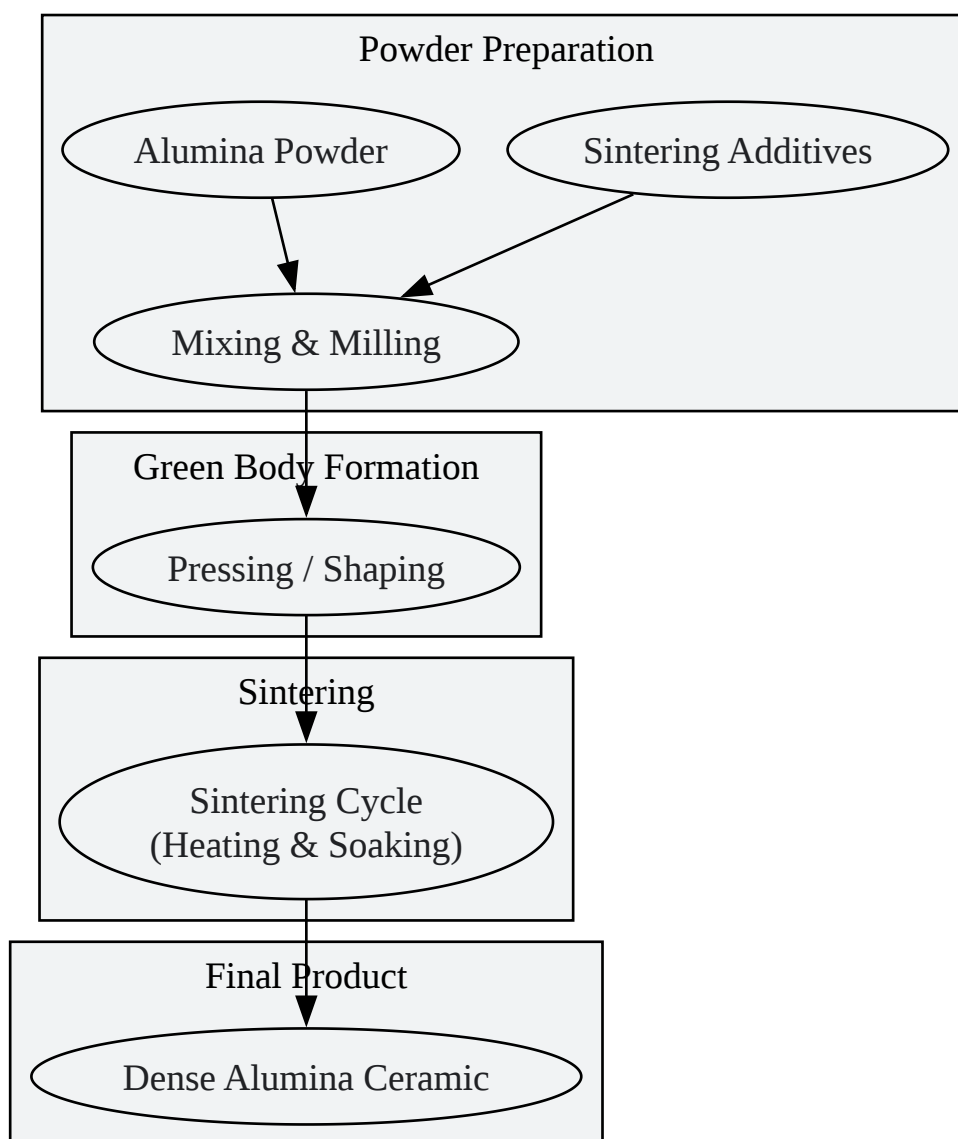 Powder Preparation
Alumina Powder
Sintering Additives
Mixing & Milling
Green Body Formation
Pressing / Shaping
Sintering
Sintering Cycle
(Heating & Soaking)
Final Product
Dense Alumina Ceramic